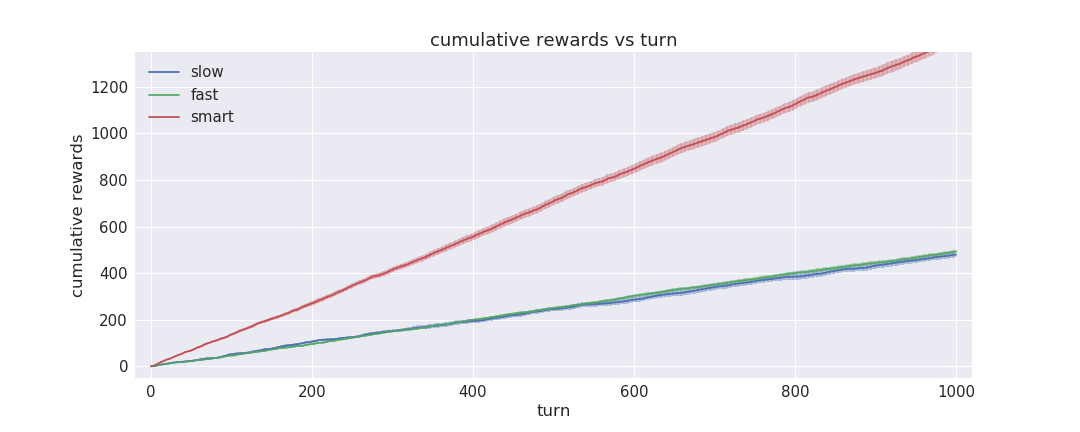 cumulative rewards vs turn
slow
fast
smart
1200
1000
800
600
400
200
0
cumulative rewards
0 200 400 600 800 1000
turn